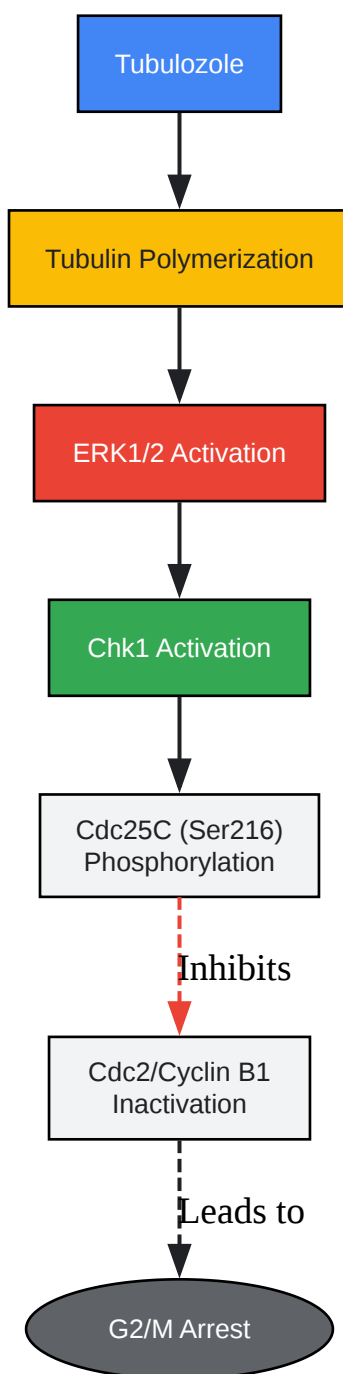 Tubulozole
Tubulin Polymerization
ERK1/2 Activation
Chk1 Activation
Cdc25C (Ser216)
Phosphorylation
Inhibits
Cdc2/Cyclin B1
Inactivation
Leads to
G2/M Arrest